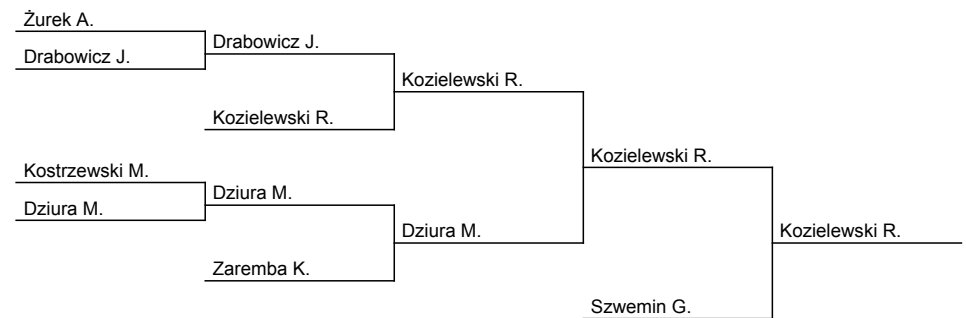 Żurek A.
Drabowicz J.
Drabowicz J.
Kozielewski R.
Kozielewski R.
Kozielewski R.
Kostrzewski M.
Dziura M.
Dziura M.
Dziura M.
Kozielewski R.
Zaremba K.
Szwemin G.